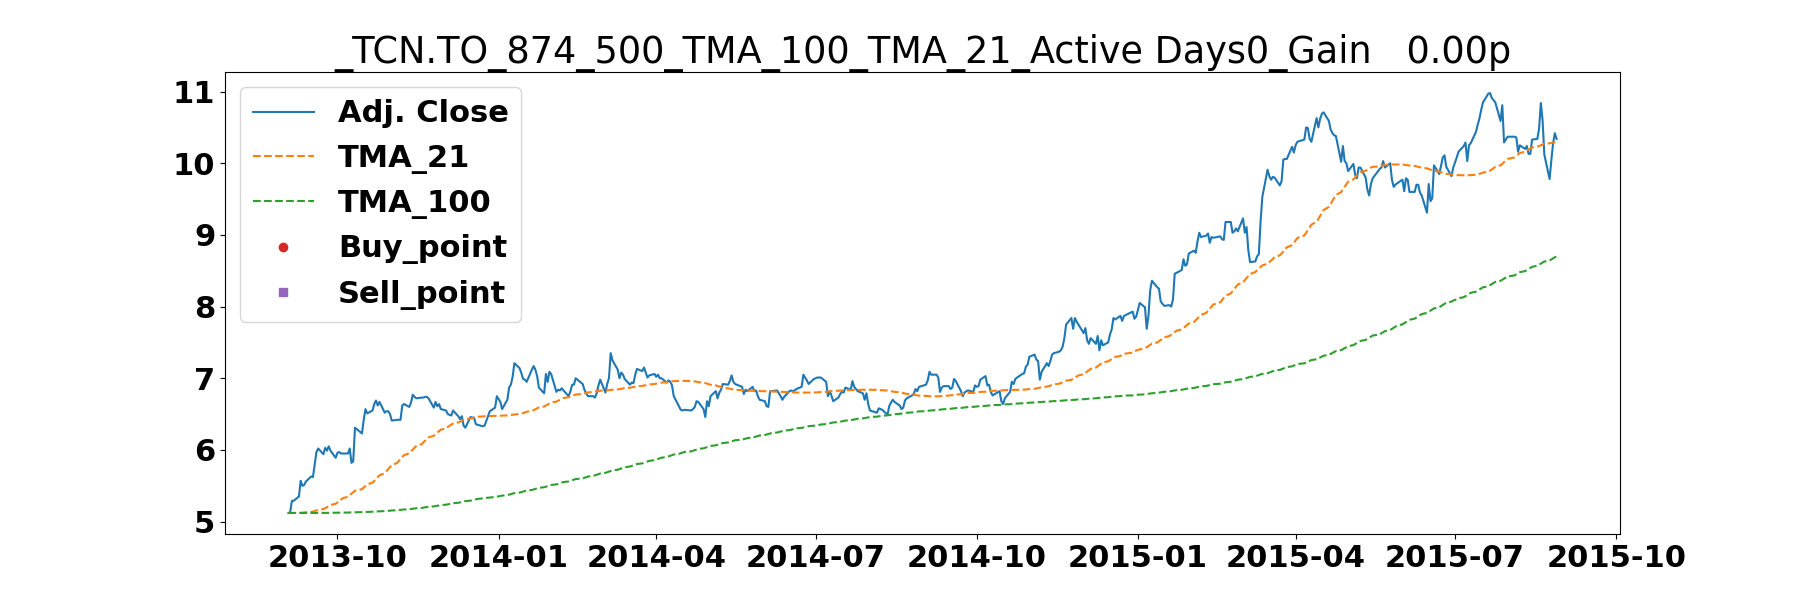 _TCN.TO_874_500_TMA_100_TMA_21_Active Days0_Gain   0.00p
11
10
9
8
7
6
5
Adj. Close
TMA_21
TMA_100
Buy_point
Sell_point
2013-10 2014-01 2014-04 2014-07 2014-10 2015-01 2015-04 2015-07 2015-10